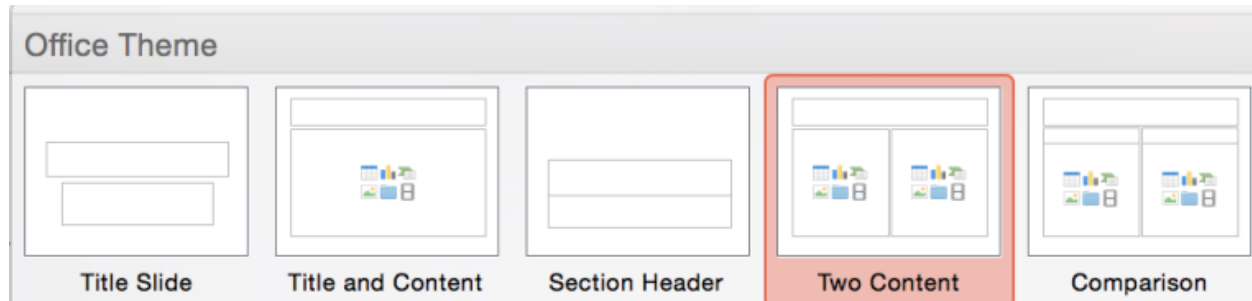 Office Theme
Title Slide
Title and Content
Section Header
Two Content
Comparison